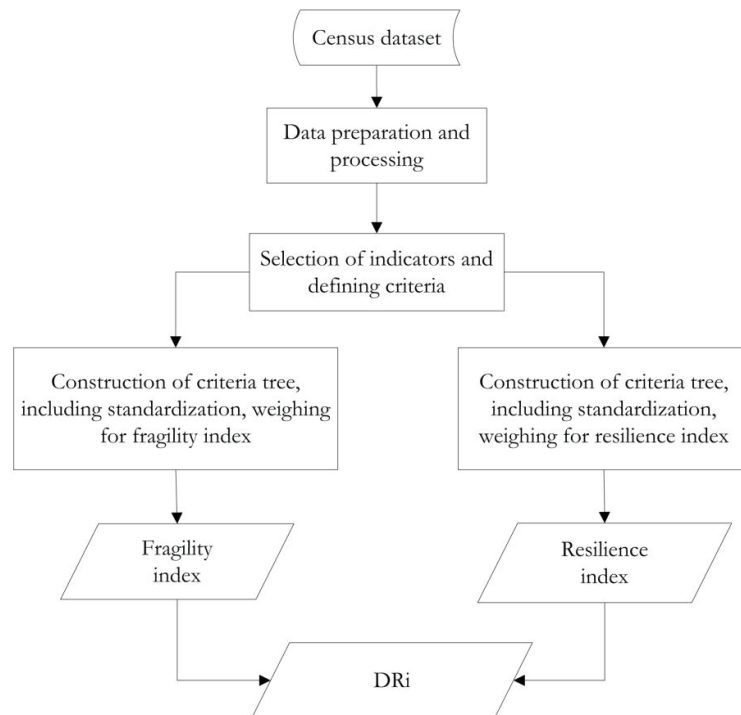 Census dataset
Data preparation and
processing
Selection of indicators and
defining criteria
Construction of criteria tree,
including standardization, weighing
for fragility index
Construction of criteria tree,
including standardization,
weighing for resilience index
Fragility
index
Resilience
index
DRi